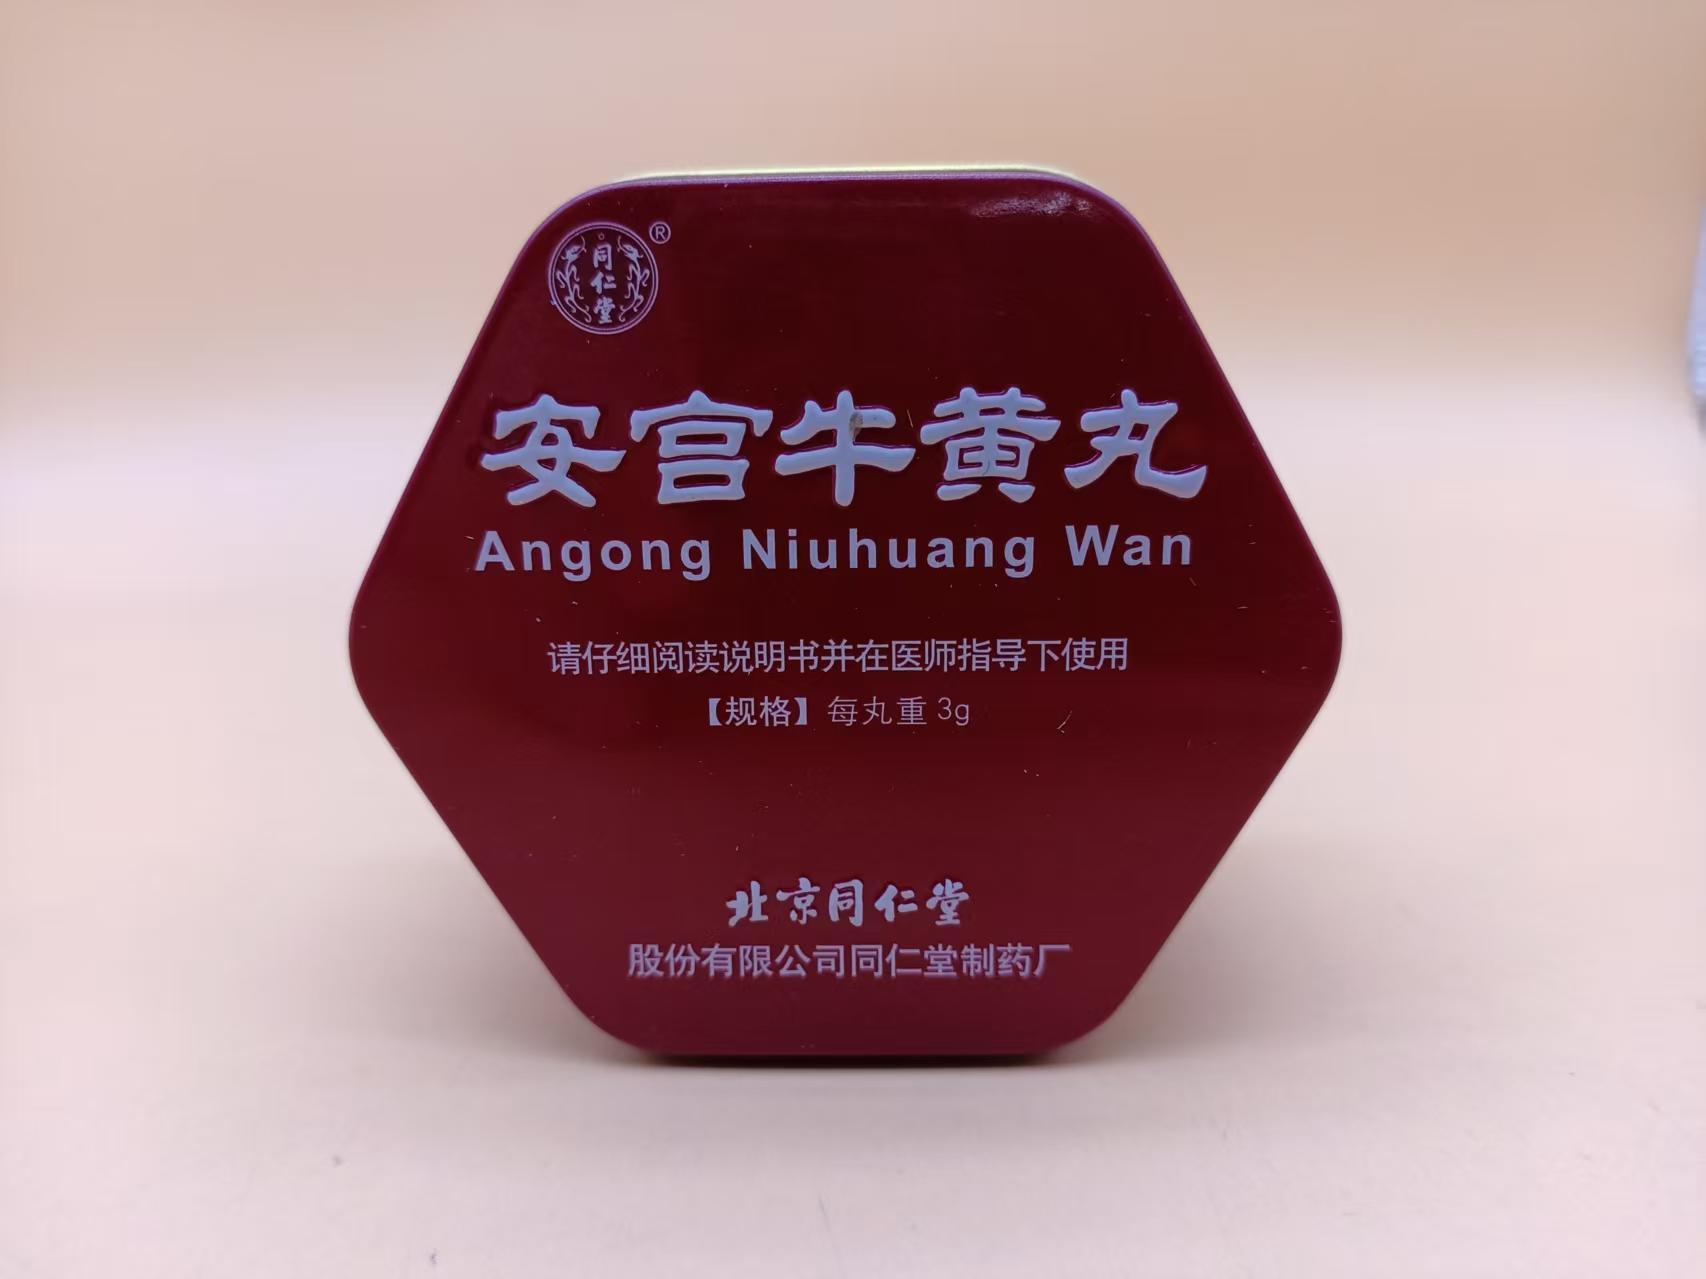 同仁堂®
安宫牛黄丸
Angong Niuhuang Wan
请仔细阅读说明书并在医师指导下使用
【规格】每丸重 3g
北京同仁堂
股份有限公司同仁堂制药厂